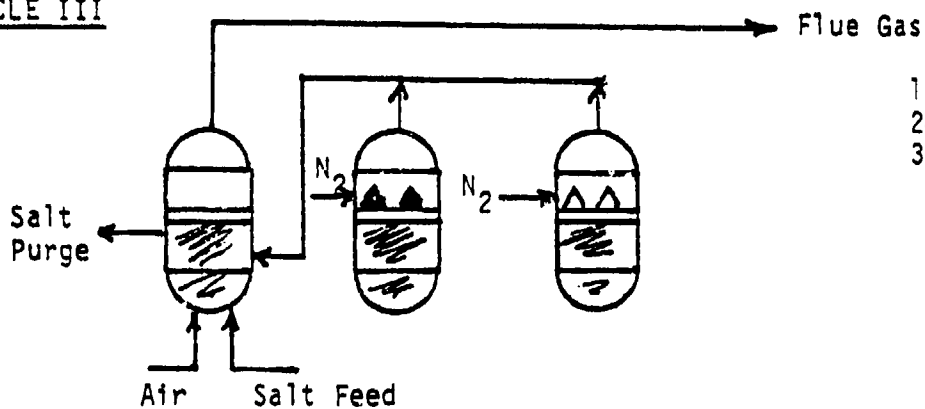 CLE III
Flue Gas
1
2
3
N₂
N₂
Salt
Purge
Air
Salt Feed